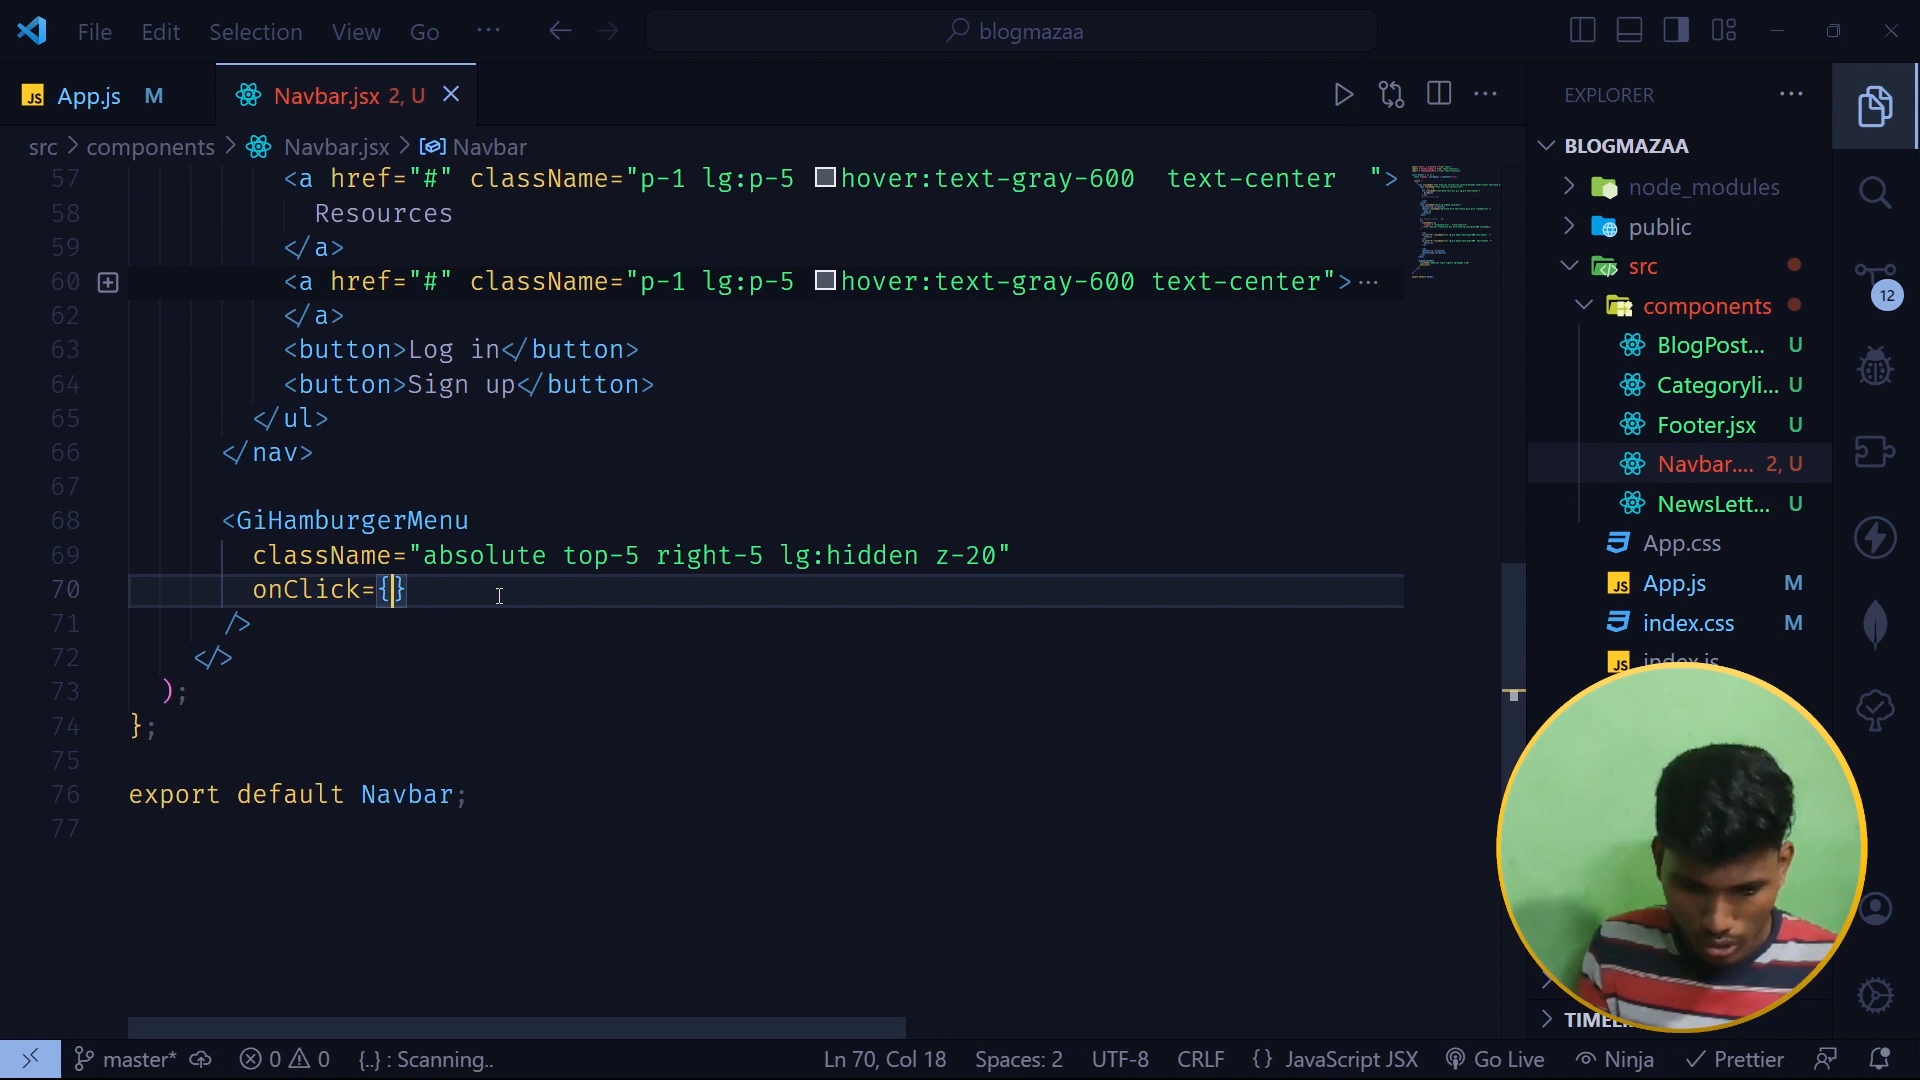 File Edit Selection View Go ··· blogmazaa
JS App.js M Navbar.jsx 2, U
EXPLORER ···
src > components > Navbar.jsx > Navbar
57 <a href="#" className="p-1 lg:p-5 hover:text-gray-600 text-center ">
58 Resources
59 </a>
60 <a href="#" className="p-1 lg:p-5 hover:text-gray-600 text-center">···
62 </a>
63 <button>Log in</button>
64 <button>Sign up</button>
65 </ul>
66 </nav>
67
68 <GiHamburgerMenu
69 className="absolute top-5 right-5 lg:hidden z-20"
70 onClick={}
71 />
72 </>
73 );
74 };
75
76 export default Navbar;
77
BLOGMAZAA
node_modules
public
src
components
BlogPost... U
Categoryli... U
Footer.jsx U
Navbar.... 2, U
NewsLett... U
App.css
JS App.js M
index.css M
JS index.js
12
TIMEL
master* 0 0 {..} : Scanning.. Ln 70, Col 18 Spaces: 2 UTF-8 CRLF {} JavaScript JSX Go Live Ninja Prettier